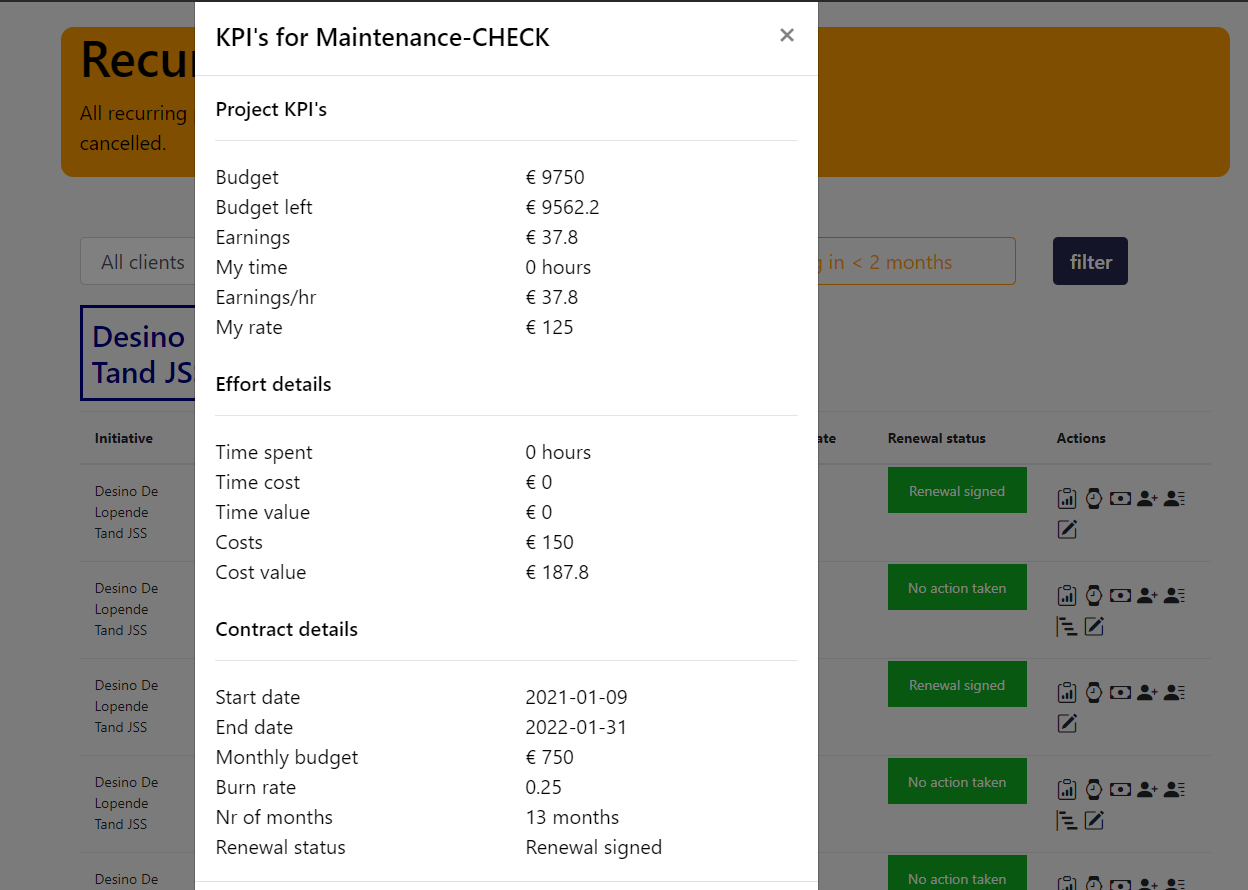 KPI's for Maintenance-CHECK ×
Project KPI's
Budget € 9750
Budget left € 9562.2
Earnings € 37.8
My time 0 hours
Earnings/hr € 37.8
My rate € 125
Effort details
Time spent 0 hours
Time cost € 0
Time value € 0
Costs € 150
Cost value € 187.8
Contract details
Start date 2021-01-09
End date 2022-01-31
Monthly budget € 750
Burn rate 0.25
Nr of months 13 months
Renewal status Renewal signed
All recurring
cancelled.
All clients in < 2 months filter
Desino
Tand
Initiative Renewal status Actions
Desino De
Lopende
Tand JSS
Renewal signed
Desino De
Lopende
Tand JSS
No action taken
Desino De
Lopende
Tand JSS
Renewal signed
Desino De
Lopende
Tand JSS
No action taken
Desino De
No action taken